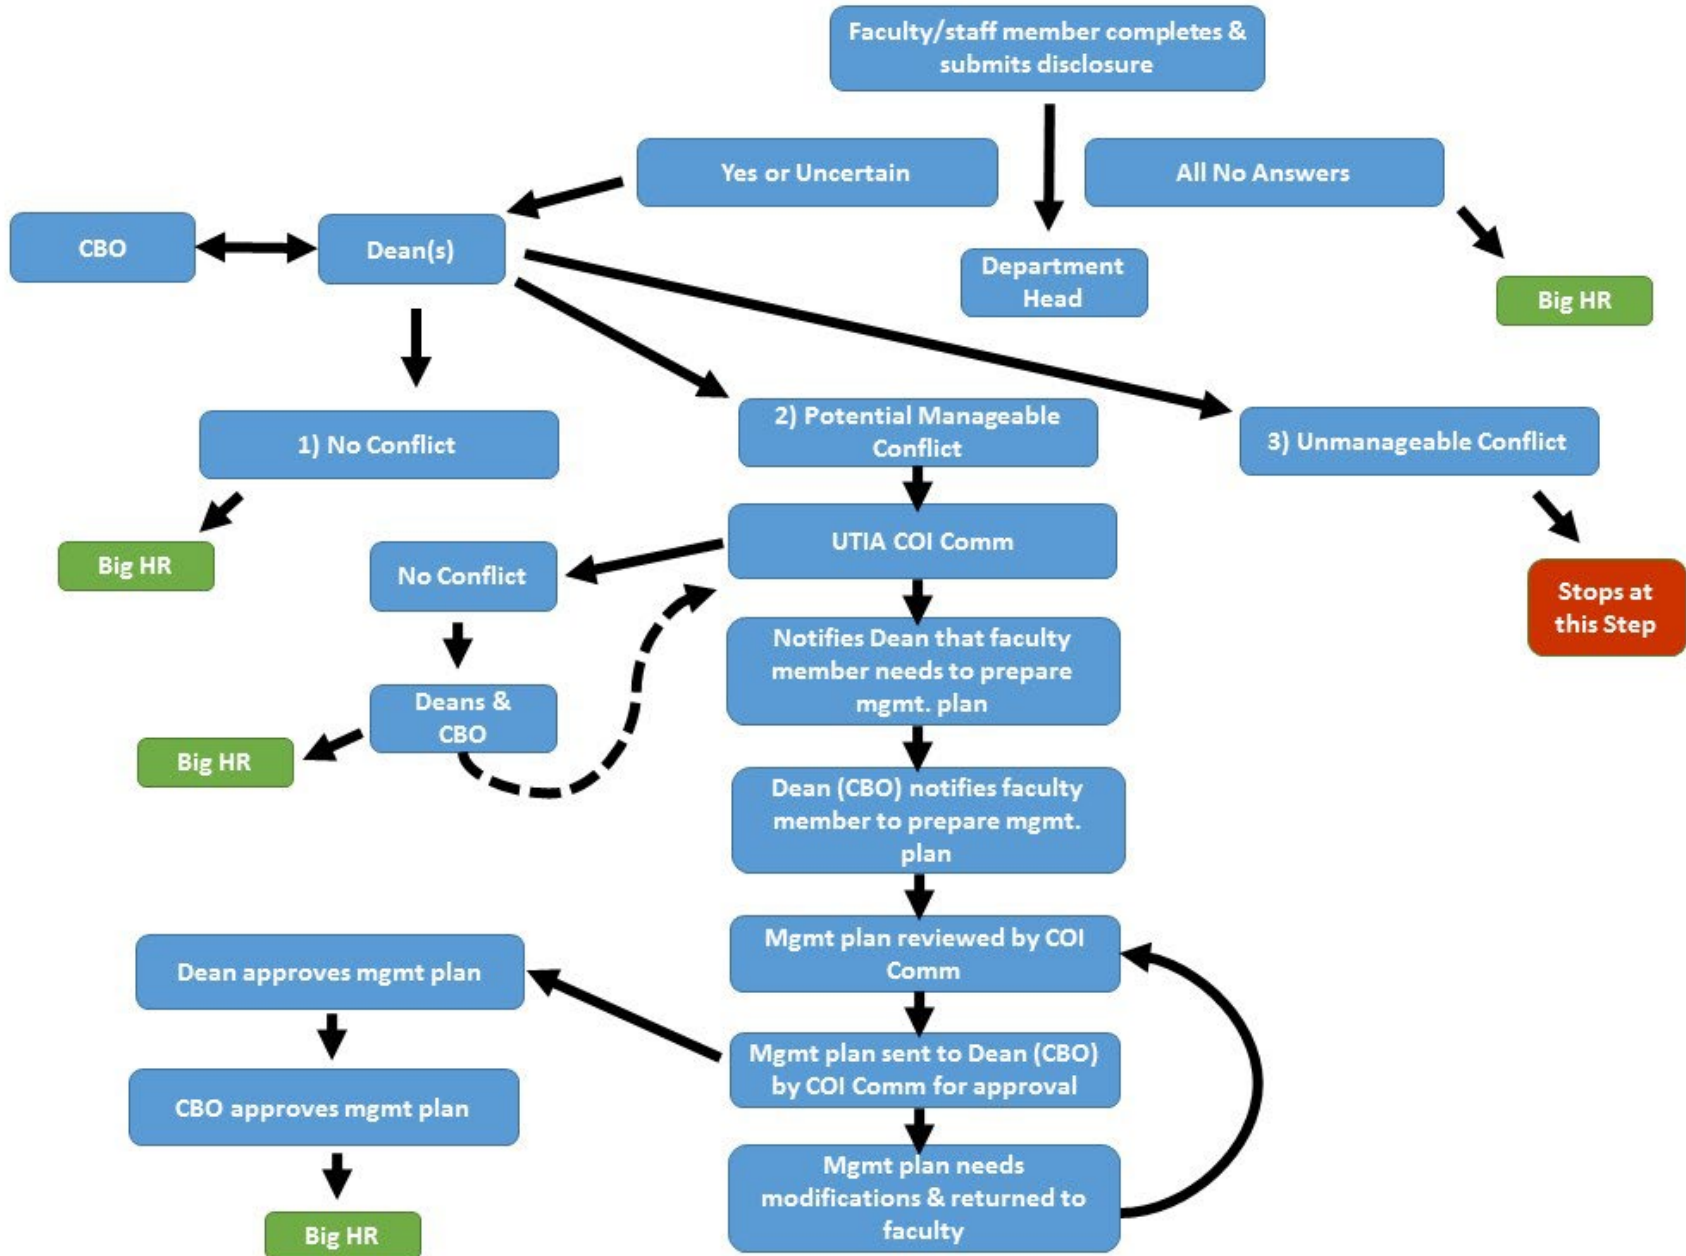 Faculty/staff member completes &
submits disclosure
Yes or Uncertain
All No Answers
CBO
Dean(s)
Department
Head
Big HR
1) No Conflict
2) Potential Manageable
Conflict
3) Unmanageable Conflict
Big HR
No Conflict
UTIA COI Comm
Stops at
this Step
Notifies Dean that faculty
member needs to prepare
mgmt. plan
Deans &
CBO
Big HR
Dean (CBO) notifies faculty
member to prepare mgmt.
plan
Mgmt plan reviewed by COI
Comm
Dean approves mgmt plan
Mgmt plan sent to Dean (CBO)
by COI Comm for approval
CBO approves mgmt plan
Mgmt plan needs
modifications & returned to
faculty
Big HR